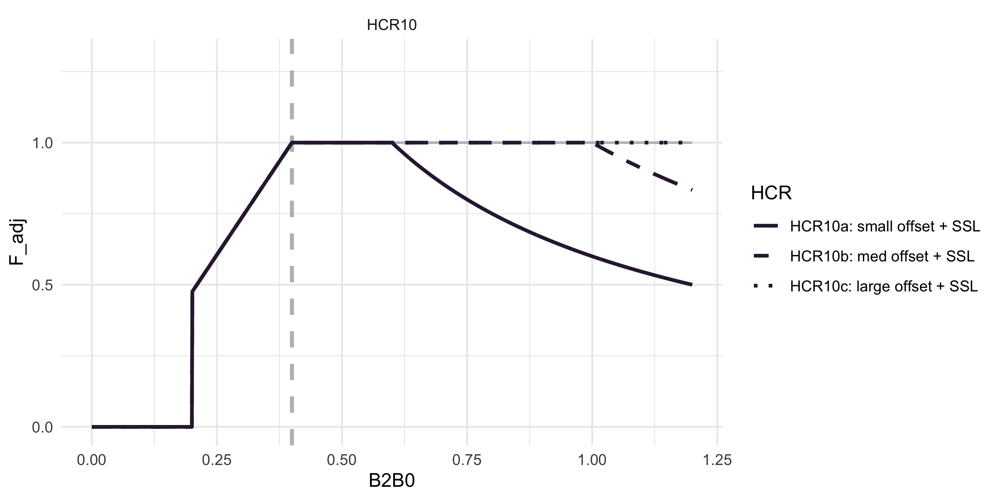 HCR10
1.0
0.5
0.0
F_adj
0.00 0.25 0.50 0.75 1.00 1.25
B2B0
HCR
HCR10a: small offset + SSL
HCR10b: med offset + SSL
HCR10c: large offset + SSL